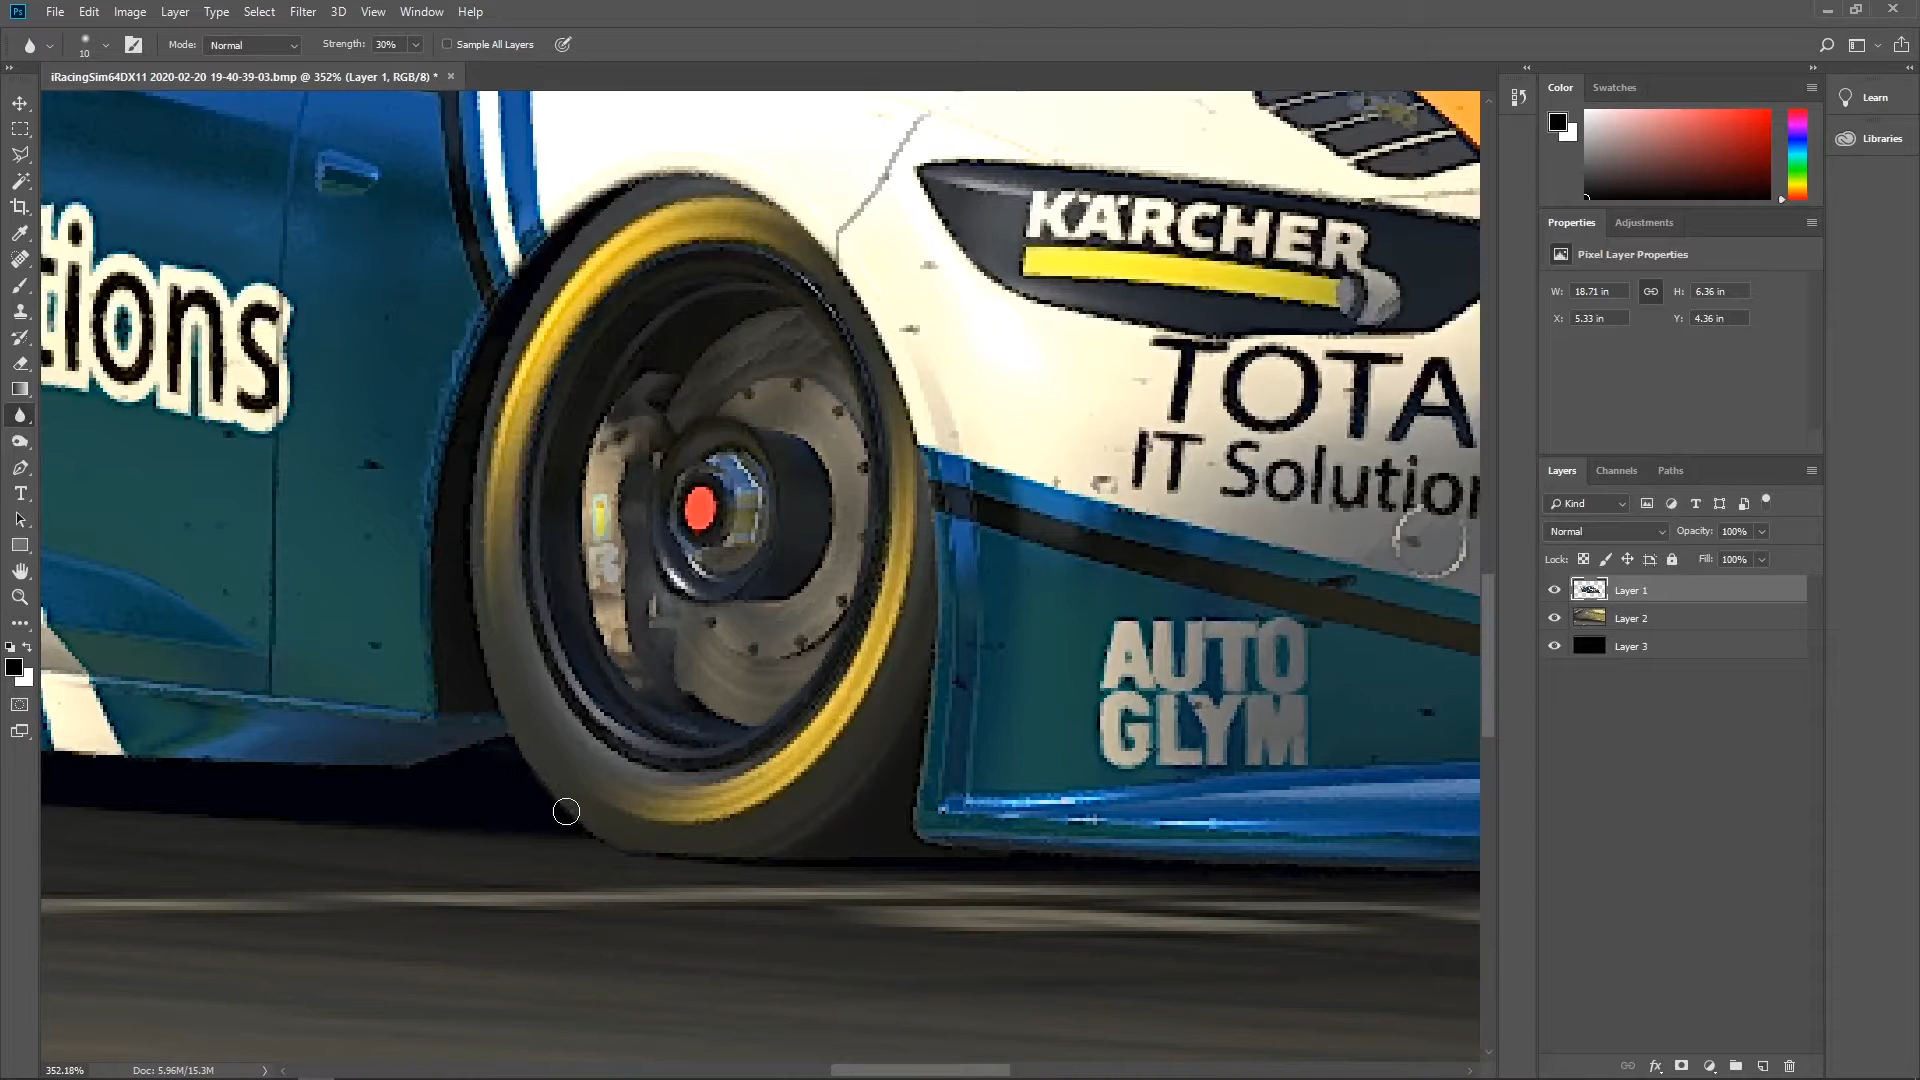 Ps File Edit Image Layer Type Select Filter 3D View Window Help
10 Mode: Normal Strength: 30% Sample All Layers
iRacingSim64DX11 2020-02-20 19-40-39-03.bmp @ 352% (Layer 1, RGB/8) *
Color Swatches
Learn
Libraries
Properties Adjustments
Pixel Layer Properties
W: 18.71 in H: 6.36 in
X: 5.33 in Y: 4.36 in
Layers Channels Paths
Kind
Normal Opacity: 100%
Lock: Fill: 100%
Layer 1
Layer 2
Layer 3
tions
KÄRCHER
TOTA
IT Solution
AUTO
GLYM
352.18% Doc: 5.96M/15.3M